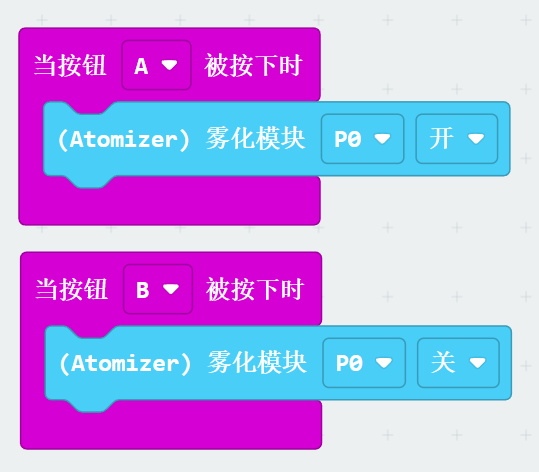 当按钮 A 被按下时
(Atomizer) 雾化模块 P0 开
当按钮 B 被按下时
(Atomizer) 雾化模块 P0 关